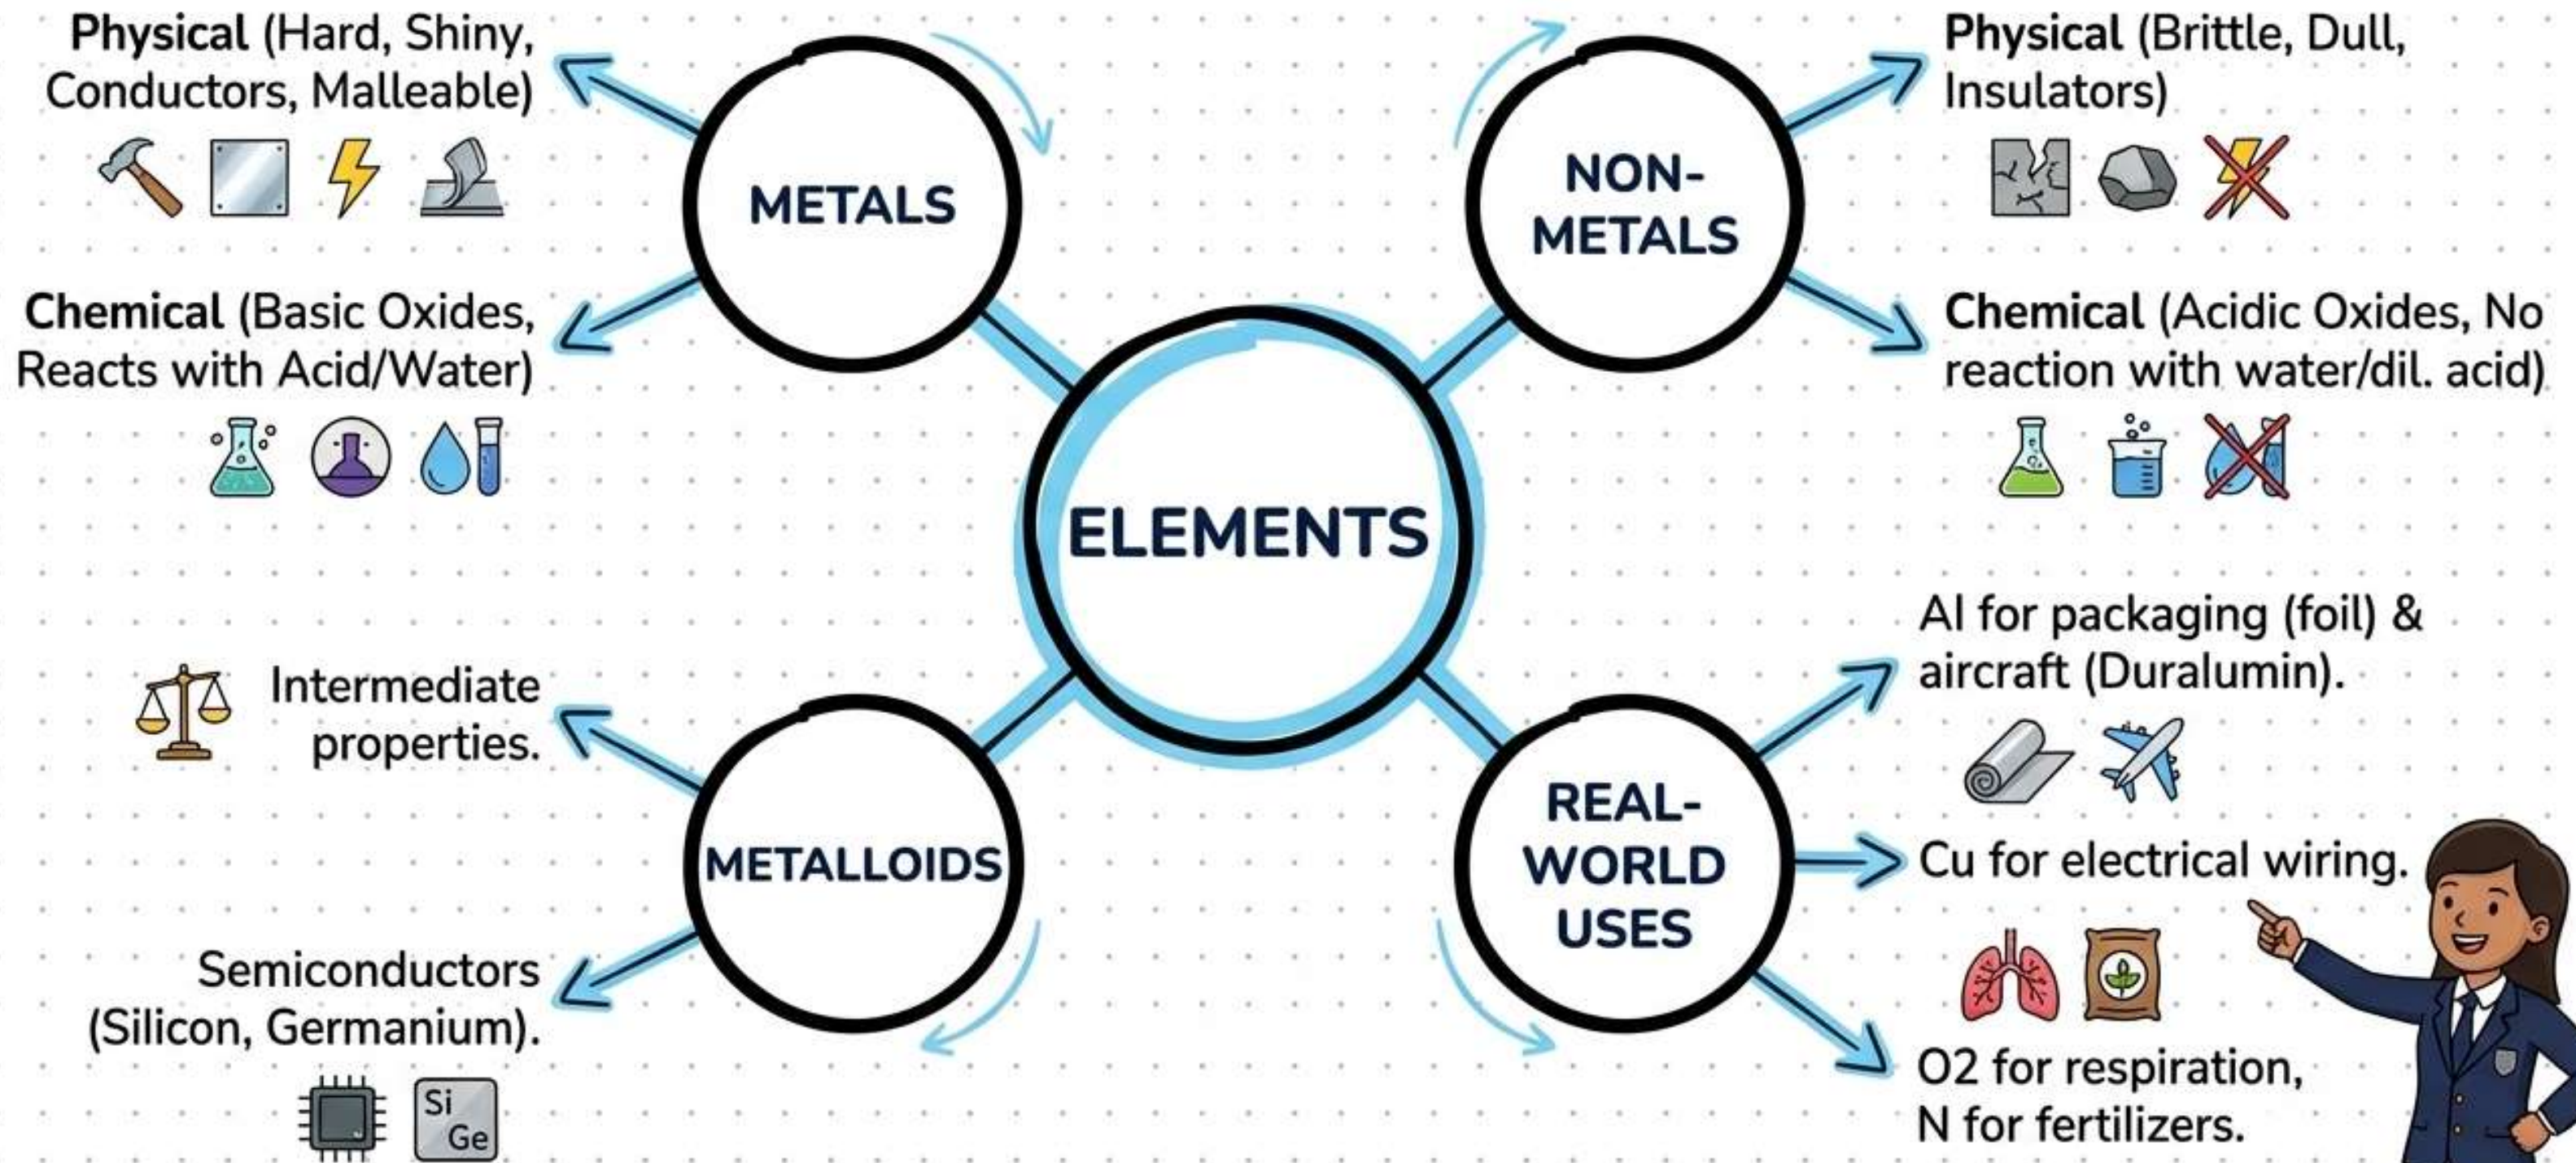 Physical (Hard, Shiny,
Conductors, Malleable)
METALS
Chemical (Basic Oxides,
Reacts with Acid/Water)
NON-
METALS
Physical (Brittle, Dull,
Insulators)
Chemical (Acidic Oxides, No
reaction with water/dil. acid)
ELEMENTS
Intermediate
properties.
METALLOIDS
Semiconductors
(Silicon, Germanium).
Si
Ge
REAL-
WORLD
USES
Al for packaging (foil) &
aircraft (Duralumin).
Cu for electrical wiring.
O2 for respiration,
N for fertilizers.